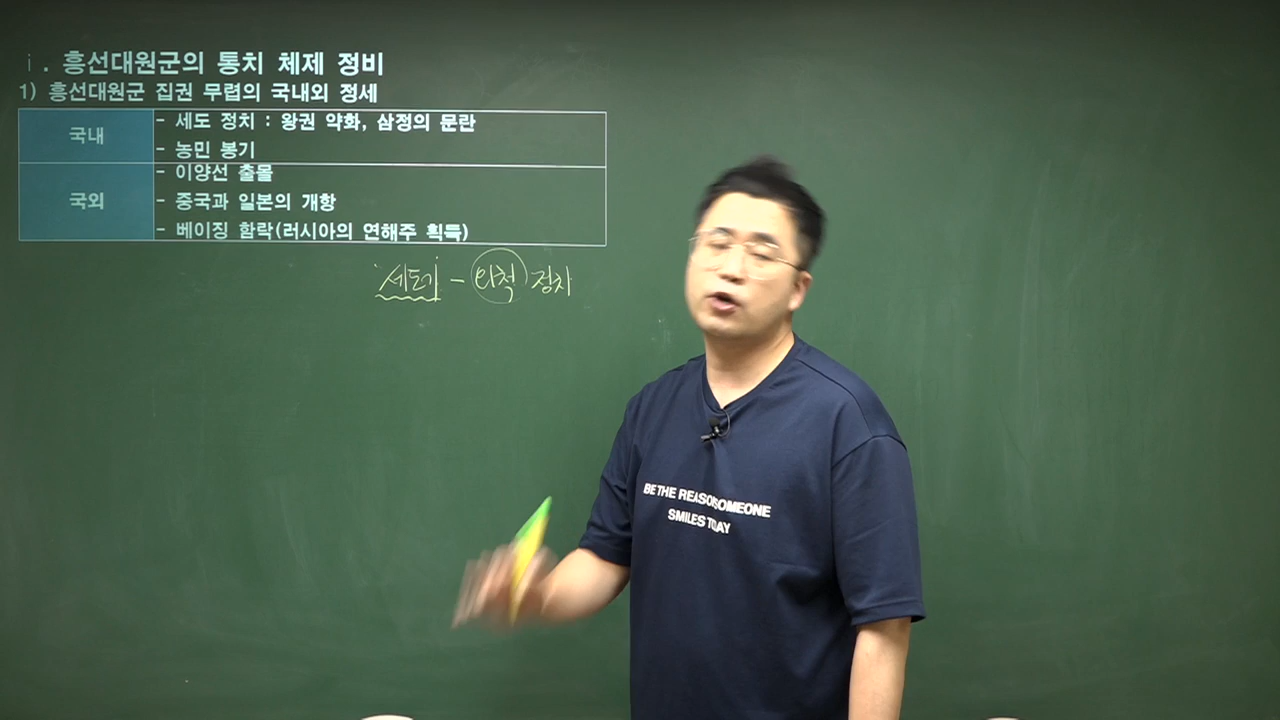 ⅰ. 흥선대원군의 통치 체제 정비
1) 흥선대원군 집권 무렵의 국내외 정세
국내
- 세도 정치 : 왕권 약화, 삼정의 문란
- 농민 봉기
국외
- 이양선 출몰
- 중국과 일본의 개항
- 베이징 함락(러시아의 연해주 획득)
세도가 - 외척 정치
BE THE REASON SOMEONE
SMILES TODAY